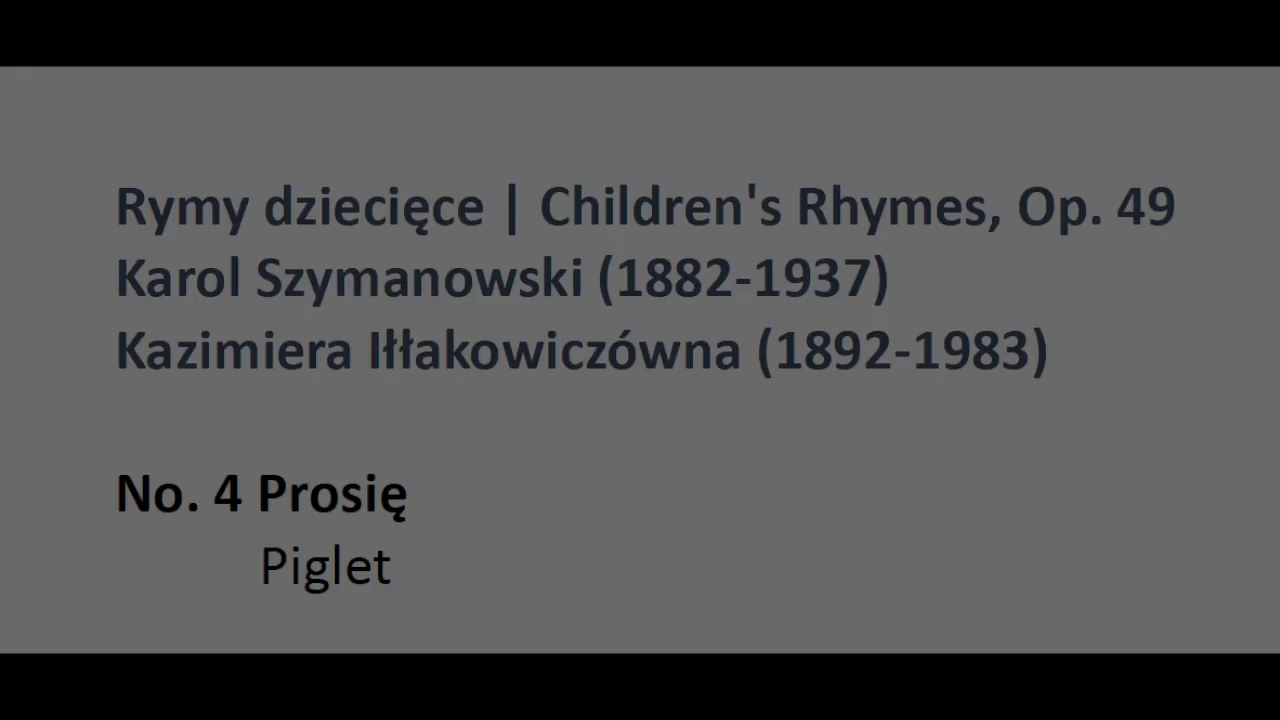 Rymy dziecięce | Children's Rhymes, Op. 49
Karol Szymanowski (1882-1937)
Kazimiera Iłłakowiczówna (1892-1983)
No. 4 Prosię
Piglet